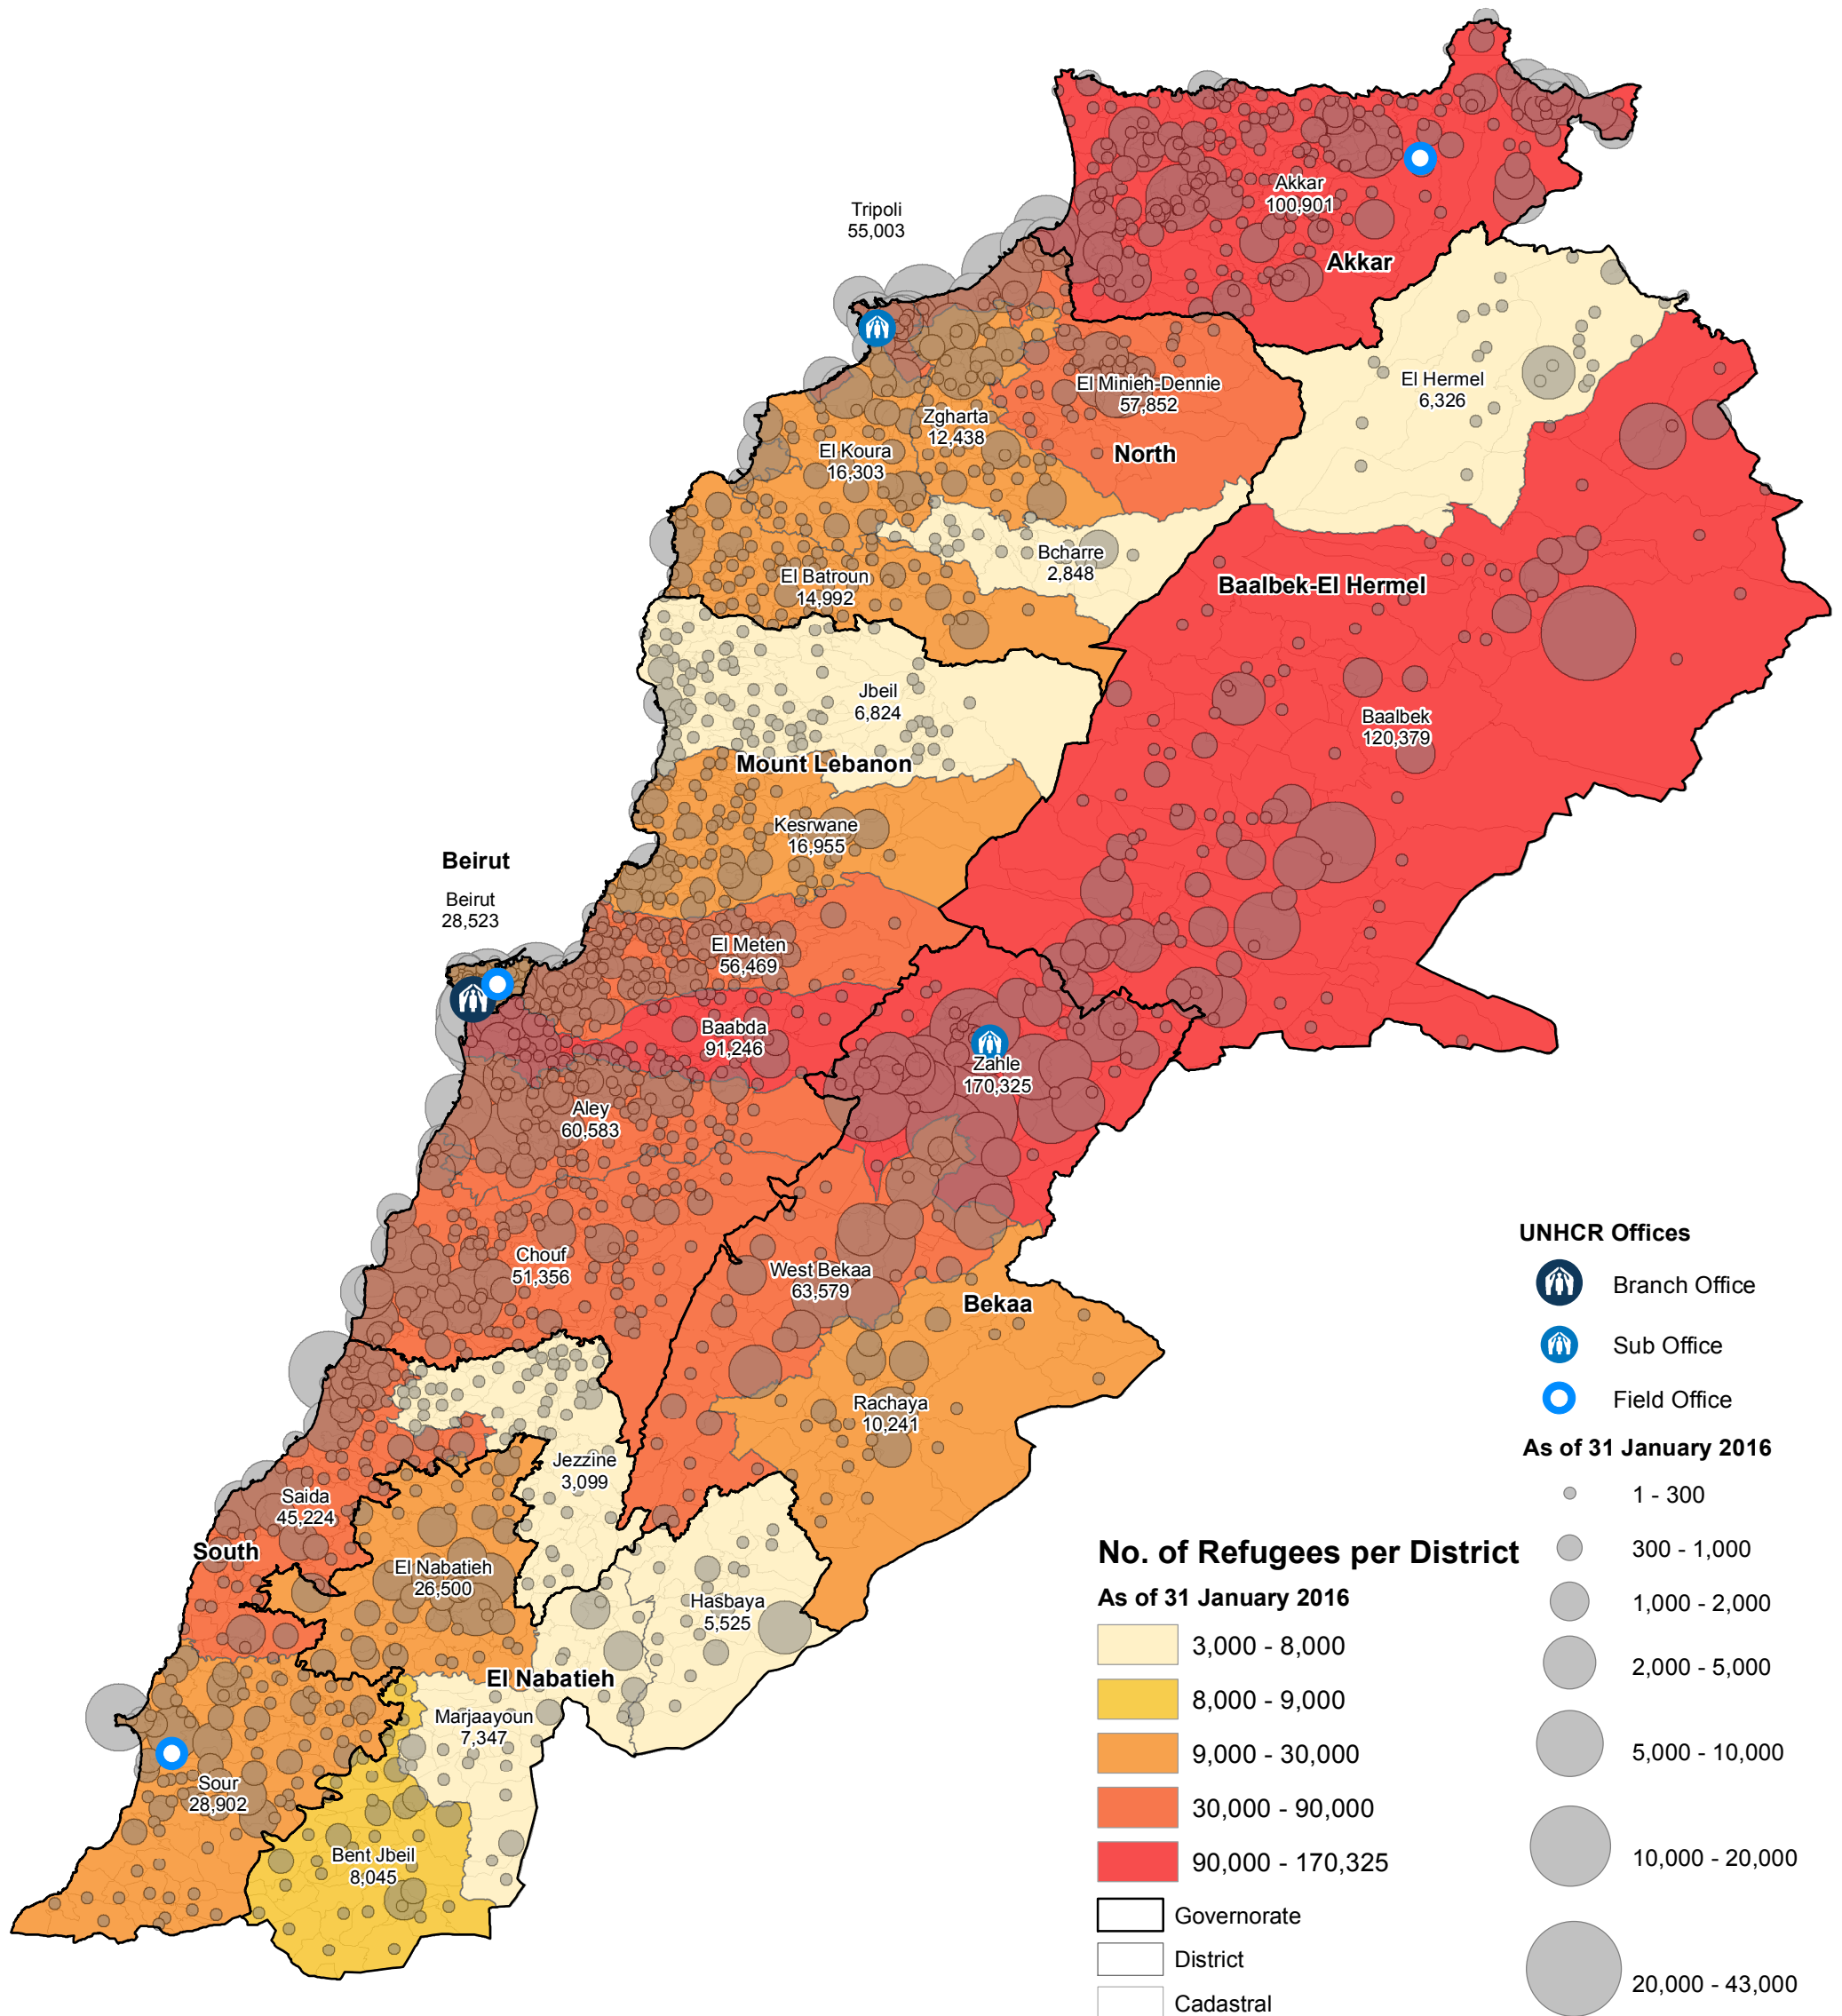 Tripoli
55,003
Akkar
100,901
Akkar
El Hermel
6,326
El Minieh-Dennie
57,852
Zgharta
12,438
El Koura
16,303
North
Bcharre
2,848
El Batroun
14,992
Baalbek-El Hermel
Jbeil
6,824
Baalbek
120,379
Mount Lebanon
Kesrwane
16,955
Beirut
Beirut
28,523
El Meten
56,469
Baabda
91,246
Zahle
170,325
Aley
60,583
Chouf
51,356
West Bekaa
63,579
Bekaa
Rachaya
10,241
Jezzine
3,099
Saida
45,224
South
El Nabatieh
26,500
Hasbaya
5,525
El Nabatieh
Marjaayoun
7,347
Sour
28,902
Bent Jbeil
8,045
UNHCR Offices
Branch Office
Sub Office
Field Office
As of 31 January 2016
1 - 300
300 - 1,000
1,000 - 2,000
2,000 - 5,000
5,000 - 10,000
10,000 - 20,000
20,000 - 43,000
No. of Refugees per District
As of 31 January 2016
3,000 - 8,000
8,000 - 9,000
9,000 - 30,000
30,000 - 90,000
90,000 - 170,325
Governorate
District
Cadastral